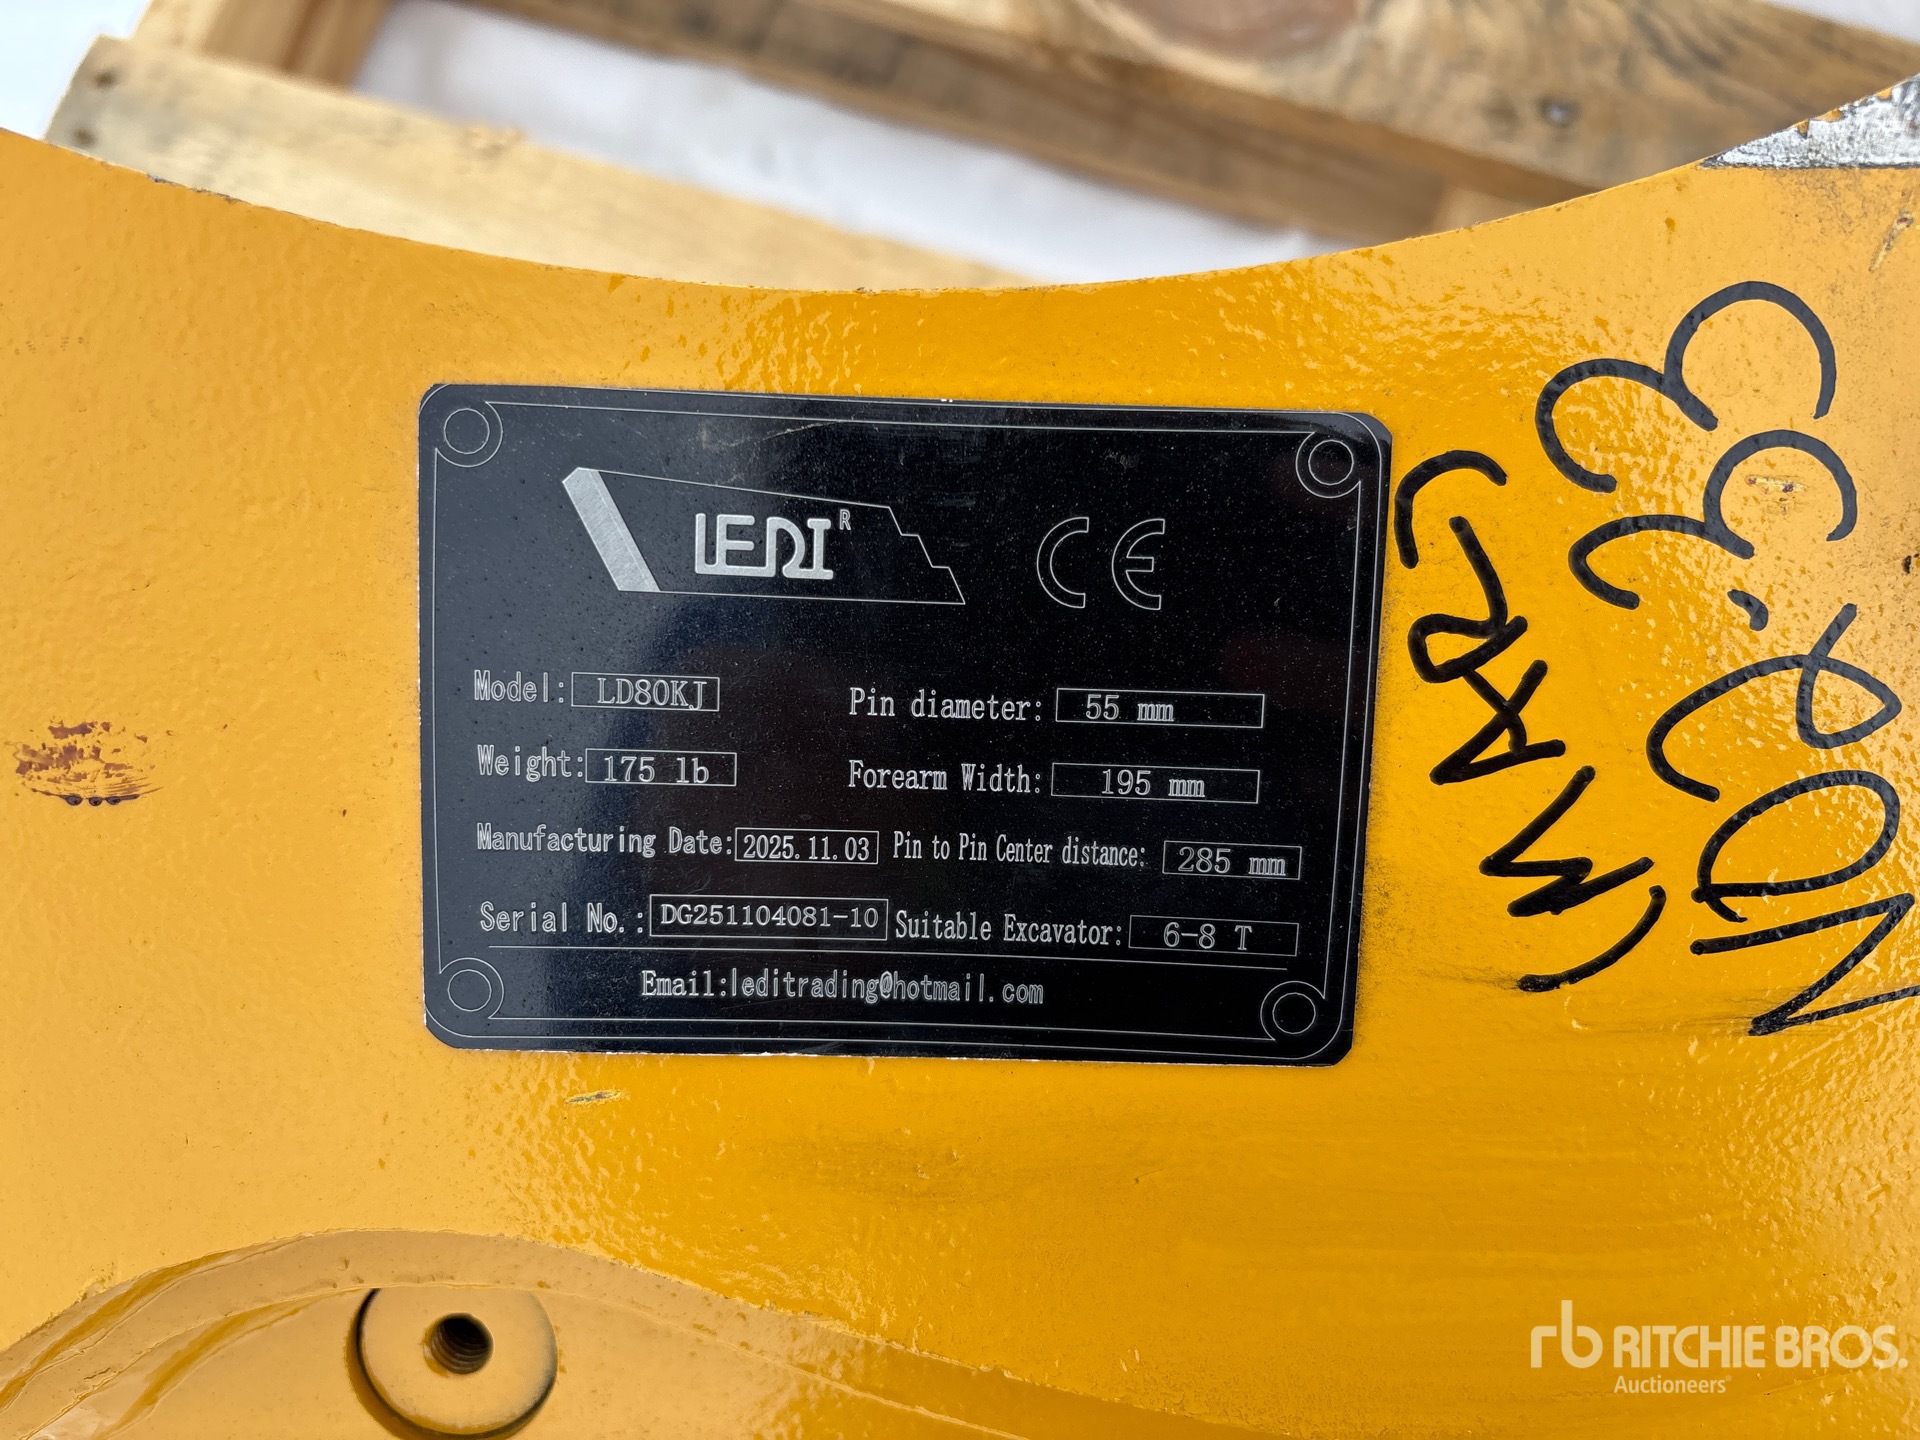 LEDI R CE
Model: LD80KJ
Pin diameter: 55 mm
Weight: 175 lb
Forearm Width: 195 mm
Manufacturing Date: 2025.11.03
Pin to Pin Center distance: 285 mm
Serial No.: DG251104081-10
Suitable Excavator: 6-8 T
Email:leditrading@hotmail.com
rb RITCHIE BROS.
Auctioneers